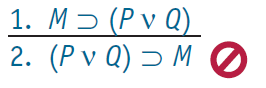 1. M ⊃ (P v Q)
2. (P v Q) ⊃ M